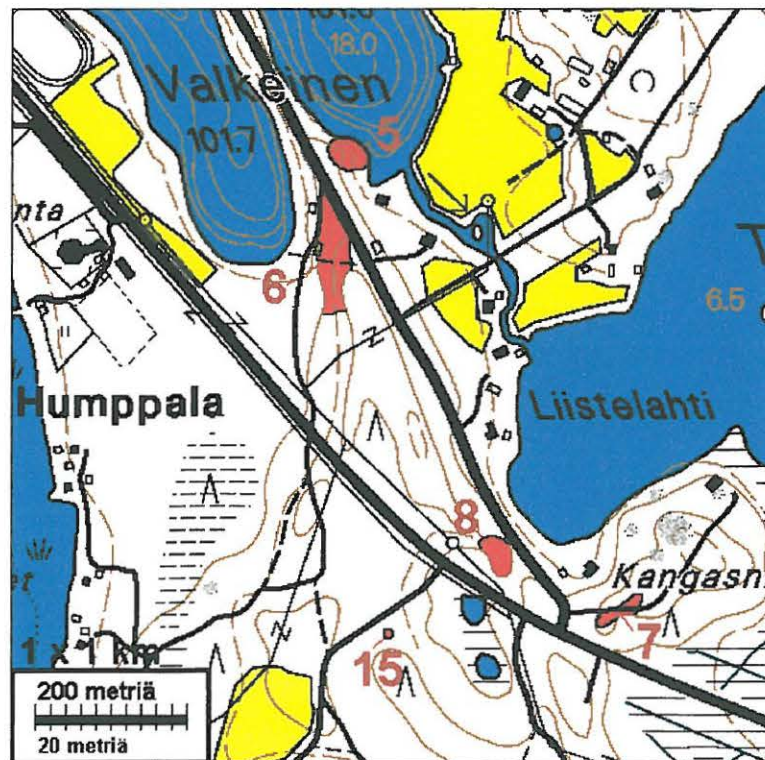 18.0
Valkeinen
101.7
5
6
6.5
Humppala
Liistelahti
8
Kangasn
7
15
1 x 1 km
200 metriä
20 metriä